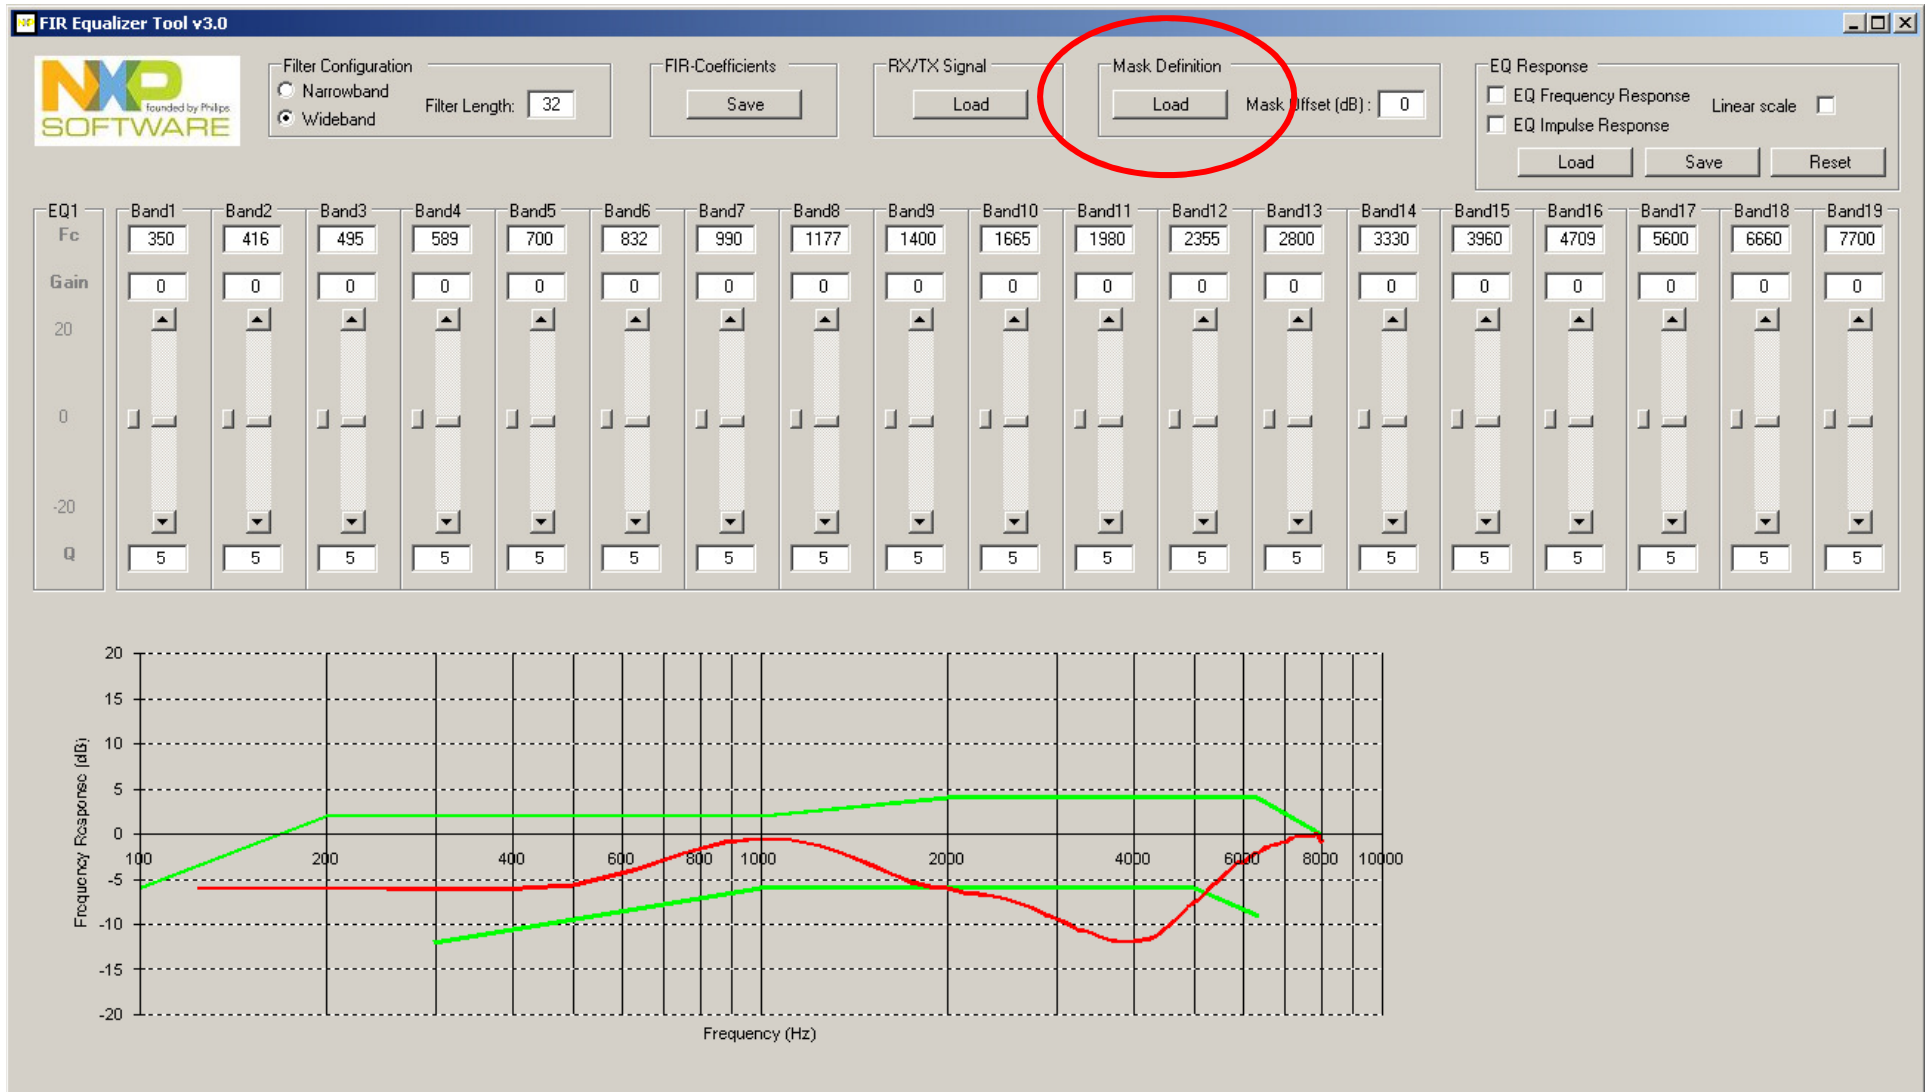 FIR Equalizer Tool v3.0
NXP
founded by Philips
SOFTWARE
Filter Configuration
Narrowband
Wideband
Filter Length: 32
FIR-Coefficients
Save
RX/TX Signal
Load
Mask Definition
Load
Mask Offset (dB) : 0
EQ Response
EQ Frequency Response
EQ Impulse Response
Linear scale
Load Save Reset
EQ1 Band1 Band2 Band3 Band4 Band5 Band6 Band7 Band8 Band9 Band10 Band11 Band12 Band13 Band14 Band15 Band16 Band17 Band18 Band19
Fc 350 416 495 589 700 832 990 1177 1400 1665 1980 2355 2800 3330 3960 4709 5600 6660 7700
Gain 0 0 0 0 0 0 0 0 0 0 0 0 0 0 0 0 0 0 0
20
0
-20
Q 5 5 5 5 5 5 5 5 5 5 5 5 5 5 5 5 5 5 5
20
15
10
5
0
-5
-10
-15
-20
Frequency Response (dB)
100 200 400 600 800 1000 2000 4000 6000 8000 10000
Frequency (Hz)